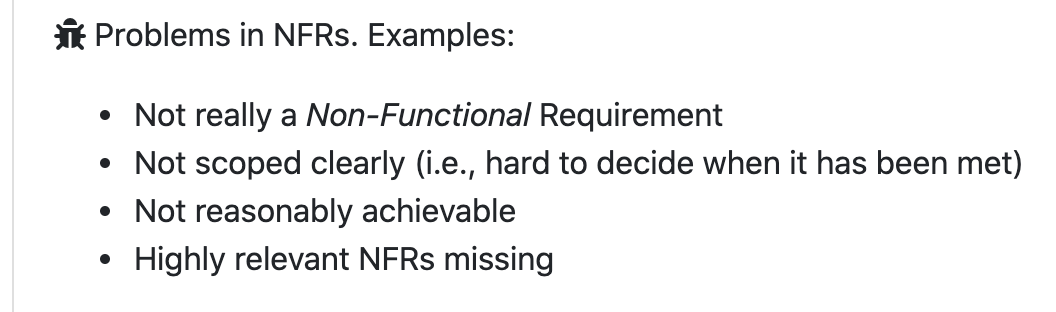 Problems in NFRs. Examples:
• Not really a Non-Functional Requirement
• Not scoped clearly (i.e., hard to decide when it has been met)
• Not reasonably achievable
• Highly relevant NFRs missing